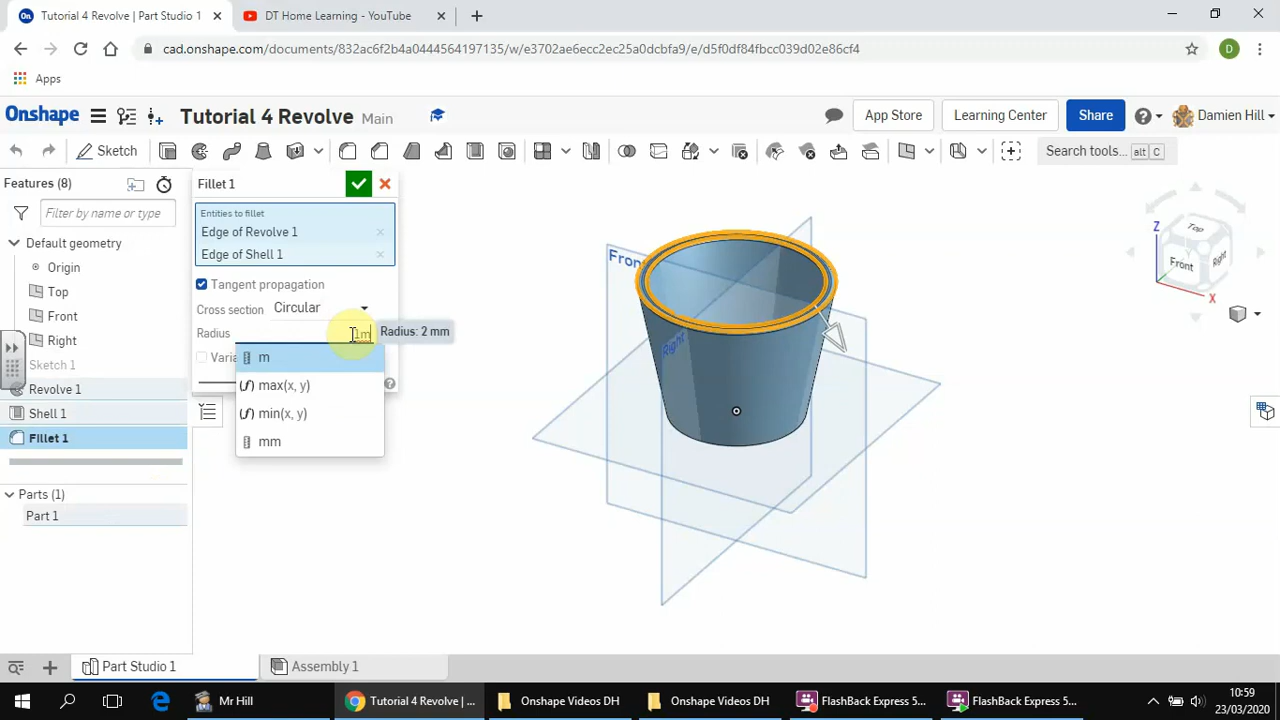 Tutorial 4 Revolve | Part Studio 1
DT Home Learning - YouTube
cad.onshape.com/documents/832ac6f2b4a0444564197135/w/e3702ae6ecc2ec25a0dcbfa9/e/d5f0df84fbcc039d02e86cf4
D
Apps
Onshape
Tutorial 4 Revolve Main
App Store
Learning Center
Share
Damien Hill
Sketch
Search tools... alt C
Features (8)
Filter by name or type
Default geometry
Origin
Top
Front
Right
Sketch 1
Revolve 1
Shell 1
Fillet 1
Parts (1)
Part 1
Fillet 1
Entities to fillet
Edge of Revolve 1
Edge of Shell 1
Tangent propagation
Cross section Circular
Radius 1m
Radius: 2 mm
Varia
m
max(x, y)
min(x, y)
mm
Front
Right
Z
Top
Front
Right
X
Part Studio 1
Assembly 1
Mr Hill
Tutorial 4 Revolve | ...
Onshape Videos DH
Onshape Videos DH
FlashBack Express 5...
FlashBack Express 5...
10:59
23/03/2020